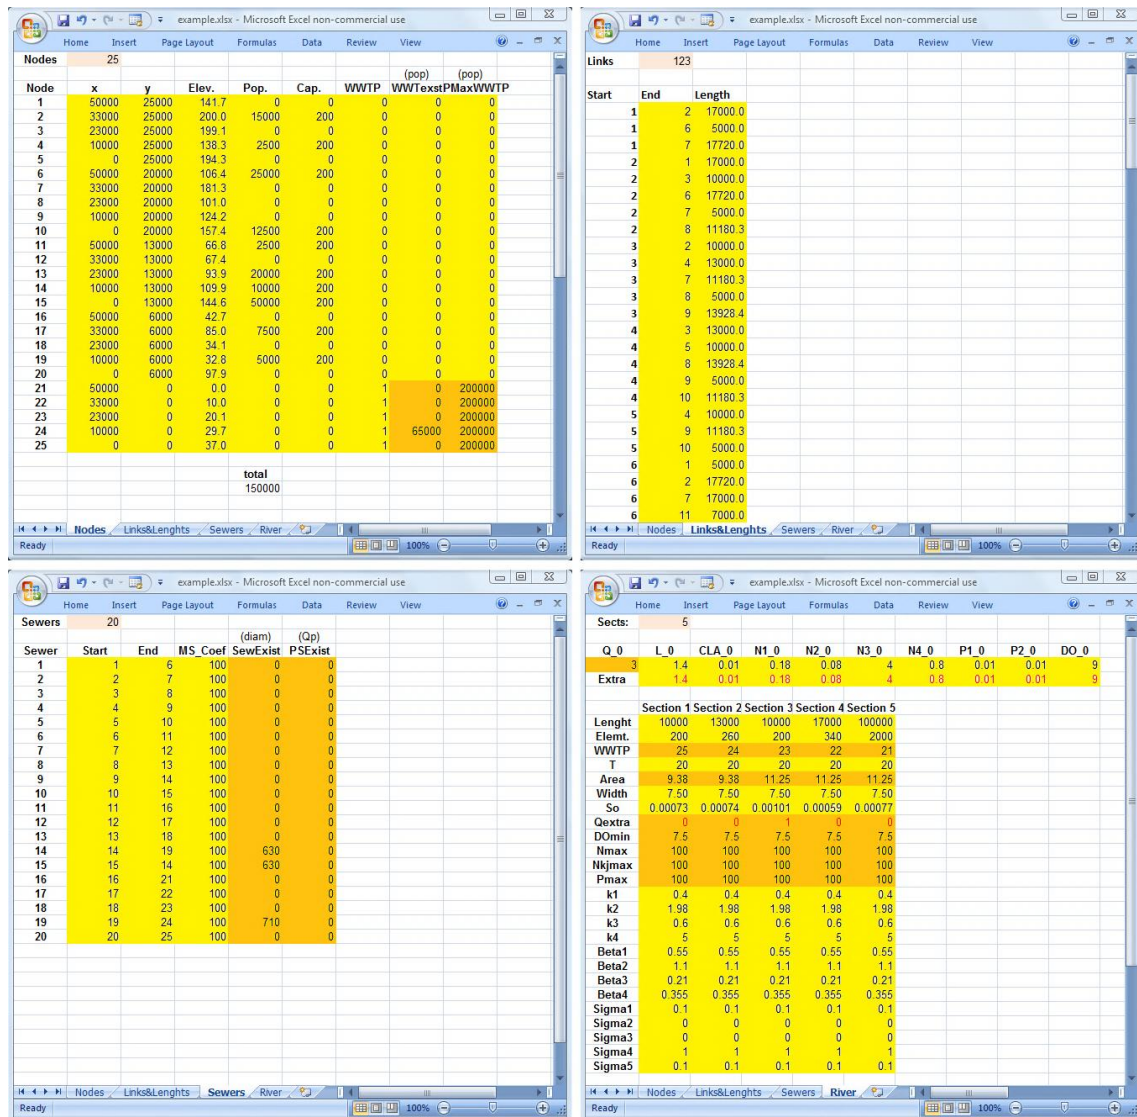 example.xlsx - Microsoft Excel non-commercial use
Home Insert Page Layout Formulas Data Review View
Nodes 25
(pop) (pop)
Node x y Elev. Pop. Cap. WWTP WWTexst PMaxWWTP
1 50000 25000 141.7 0 0 0 0 0
2 33000 25000 200.0 15000 200 0 0 0
3 23000 25000 199.1 0 0 0 0 0
4 10000 25000 138.3 2500 200 0 0 0
5 0 25000 194.3 0 0 0 0 0
6 50000 20000 106.4 25000 200 0 0 0
7 33000 20000 181.3 0 0 0 0 0
8 23000 20000 101.0 0 0 0 0 0
9 10000 20000 124.2 0 0 0 0 0
10 0 20000 157.4 12500 200 0 0 0
11 50000 13000 66.8 2500 200 0 0 0
12 33000 13000 67.4 0 0 0 0 0
13 23000 13000 93.9 20000 200 0 0 0
14 10000 13000 109.9 10000 200 0 0 0
15 0 13000 144.6 50000 200 0 0 0
16 50000 6000 42.7 0 0 0 0 0
17 33000 6000 85.0 7500 200 0 0 0
18 23000 6000 34.1 0 0 0 0 0
19 10000 6000 32.8 5000 200 0 0 0
20 0 6000 97.9 0 0 0 0 0
21 50000 0 0.0 0 0 1 0 200000
22 33000 0 10.0 0 0 1 0 200000
23 23000 0 20.1 0 0 1 0 200000
24 10000 0 29.7 0 0 1 65000 200000
25 0 0 37.0 0 0 1 0 200000
total
150000
Nodes Links&Lenghts Sewers River
Ready 100%
example.xlsx - Microsoft Excel non-commercial use
Home Insert Page Layout Formulas Data Review View
Links 123
Start End Length
1 2 17000.0
1 6 5000.0
1 7 17720.0
2 1 17000.0
2 3 10000.0
2 6 17720.0
2 7 5000.0
2 8 11180.3
3 2 10000.0
3 4 13000.0
3 7 11180.3
3 8 5000.0
3 9 13928.4
4 3 13000.0
4 5 10000.0
4 8 13928.4
4 9 5000.0
4 10 11180.3
5 4 10000.0
5 9 11180.3
5 10 5000.0
6 1 5000.0
6 2 17720.0
6 7 17000.0
6 11 7000.0
Nodes Links&Lenghts Sewers River
Ready 100%
example.xlsx - Microsoft Excel non-commercial use
Home Insert Page Layout Formulas Data Review View
Sewers 20
(diam) (Qp)
Sewer Start End MS_Coef SewExist PSExist
1 1 6 100 0 0
2 2 7 100 0 0
3 3 8 100 0 0
4 4 9 100 0 0
5 5 10 100 0 0
6 6 11 100 0 0
7 7 12 100 0 0
8 8 13 100 0 0
9 9 14 100 0 0
10 10 15 100 0 0
11 11 16 100 0 0
12 12 17 100 0 0
13 13 18 100 0 0
14 14 19 100 630 0
15 15 14 100 630 0
16 16 21 100 0 0
17 17 22 100 0 0
18 18 23 100 0 0
19 19 24 100 710 0
20 20 25 100 0 0
Nodes Links&Lenghts Sewers River
Ready 100%
example.xlsx - Microsoft Excel non-commercial use
Home Insert Page Layout Formulas Data Review View
Sects: 5
Q_0 L_0 CLA_0 N1_0 N2_0 N3_0 N4_0 P1_0 P2_0 DO_0
3 1.4 0.01 0.18 0.08 4 0.8 0.01 0.01 9
Extra 1.4 0.01 0.18 0.08 4 0.8 0.01 0.01 9
Section 1 Section 2 Section 3 Section 4 Section 5
Lenght 10000 13000 10000 17000 100000
Elemt. 200 260 200 340 2000
WWTP 25 24 23 22 21
T 20 20 20 20 20
Area 9.38 9.38 11.25 11.25 11.25
Width 7.50 7.50 7.50 7.50 7.50
So 0.00073 0.00074 0.00101 0.00059 0.00077
Qextra 0 0 1 0 0
DOmin 7.5 7.5 7.5 7.5 7.5
Nmax 100 100 100 100 100
Nkjmax 100 100 100 100 100
Pmax 100 100 100 100 100
k1 0.4 0.4 0.4 0.4 0.4
k2 1.98 1.98 1.98 1.98 1.98
k3 0.6 0.6 0.6 0.6 0.6
k4 5 5 5 5 5
Beta1 0.55 0.55 0.55 0.55 0.55
Beta2 1.1 1.1 1.1 1.1 1.1
Beta3 0.21 0.21 0.21 0.21 0.21
Beta4 0.355 0.355 0.355 0.355 0.355
Sigma1 0.1 0.1 0.1 0.1 0.1
Sigma2 0 0 0 0 0
Sigma3 0 0 0 0 0
Sigma4 1 1 1 1 1
Sigma5 0.1 0.1 0.1 0.1 0.1
Nodes Links&Lenghts Sewers River
Ready 100%